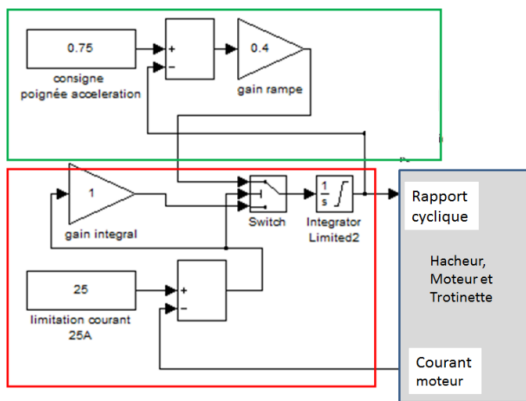 0.75
+
−
0.4
consigne
poignée acceleration
gain rampe
1
gain integral
Switch
1
s
Integrator
Limited2
Rapport
cyclique
Hacheur,
Moteur et
Trotinette
25
+
−
limitation courant
25A
Courant
moteur